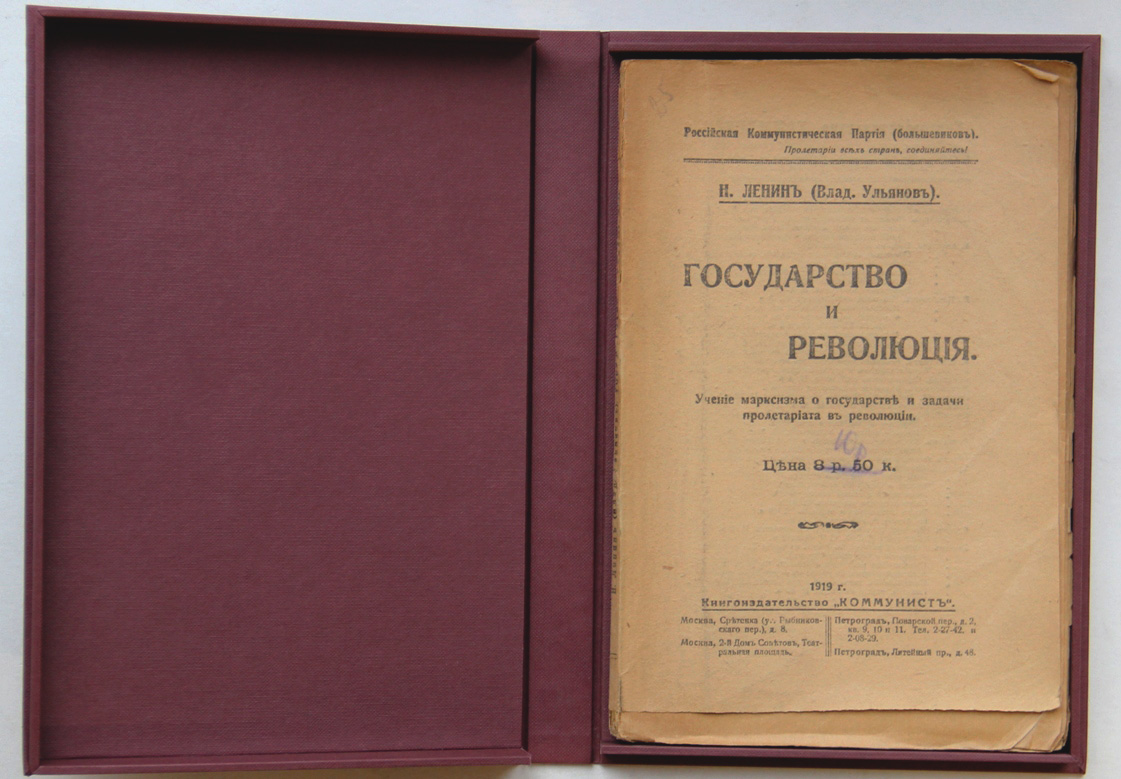 Россійская Коммунистическая Партія (большевиковъ).
Пролетаріи всѣхъ странъ, соединяйтесь!
Н. ЛЕНИНЪ (Влад. Ульяновъ).
ГОСУДАРСТВО
И
РЕВОЛЮЦІЯ.
Ученіе марксизма о государствѣ и задачи
пролетаріата въ революціи.
Цѣна 8 р. 50 к.
1919 г.
Книгоиздательство „КОММУНИСТЪ".
Москва, Срѣтенка (у. Рыбников-
скаго пер.), д. 8.
Москва, 2-й Домъ Совѣтовъ, Теат-
ральная площадь.
Петроградъ, Поварской пер., д. 2,
кв. 9, 10 и 11. Тел. 2-27-42. и
2-08-29.
Петроградъ, Литейный пр., д. 48.